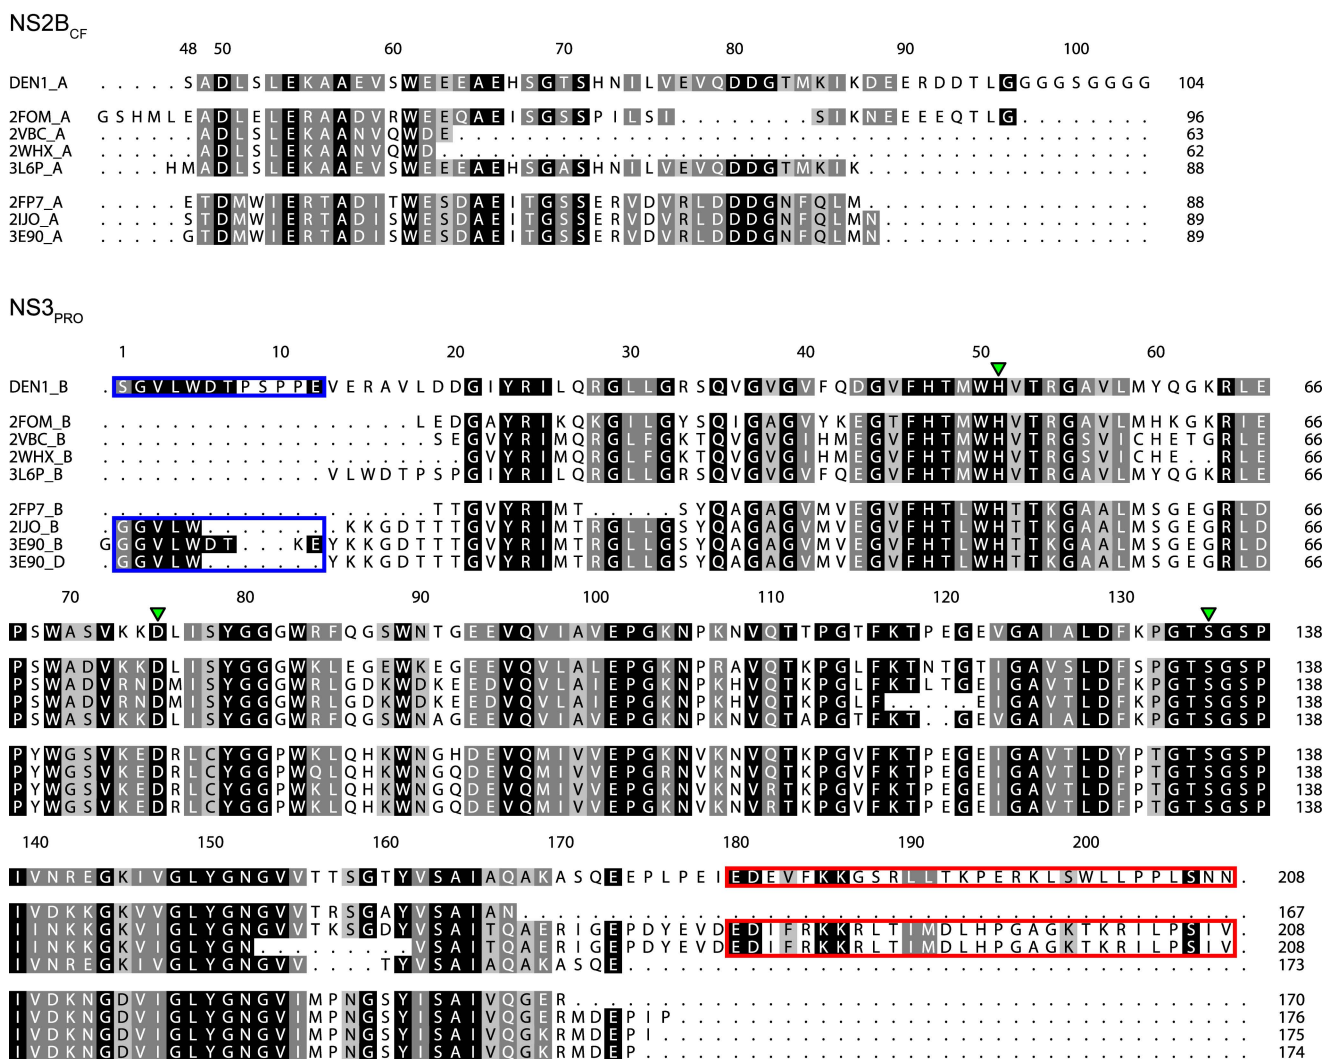 NS2B_CF
48 50 60 70 80 90 100
DEN1_A .....SADLSLEKAAEVSWEEEAEHSGTSHNILVEVQDDGTMKIKDEERDDTLGGGGSGGGG 104
2FOM_A GSHMLEADLELERAADVRWEEQAEISGSSPILSI........SIKNEEEQTLG........ 96
2VBC_A ......ADLSLEKAANVQWDE......................................... 63
2WHX_A ......ADLSLEKAANVQWD.......................................... 62
3L6P_A ....HMADLSLEKAAEVSWEEEAEHSGASHNILVEVQDDGTMKIK................. 88
2FP7_A .....ETDMWIERTADITWESDAEITGSSERVDVRLDDDGNFQLM................. 88
2IJO_A .....STDMWIERTADISWESDAEITGSSERVDVRLDDDGNFQLMN................ 89
3E90_A .....GTDMWIERTADISWESDAEITGSSERVDVRLDDDGNFQLMN................ 89
NS3_PRO
1 10 20 30 40 50 60
DEN1_B .SGVLWDTPSPPEVERAVLDDGIYRILQRGLLGRSQVGVGVFQDGVFHTMWHVTRGAVLMYQGKRLE 66
2FOM_B ..................LEDGAYRIKQKGILGYSQIGAGVYKEGTFHTMWHVTRGAVLMHKGKRIE 66
2VBC_B ...................SEGVYRIMQRGLFGKTQVGVGIHMEGVFHTMWHVTRGSVICHETGRLE 66
2WHX_B .....................GVYRIMQRGLFGKTQVGVGIHMEGVFHTMWHVTRGSVICHE..RLE 66
3L6P_B .............VLWDTPSPGIYRILQRGLLGRSQVGVGVFQEGVFHTMWHVTRGAVLMYQGKRLE 66
2FP7_B ...................TTGVYRIMT.....SYQAGAGVMVEGVFHTLWHTTKGAALMSGEGRLD 66
2IJO_B .GGVLW........KKGDTTTGVYRIMTRGLLGSYQAGAGVMVEGVFHTLWHTTKGAALMSGEGRLD 66
3E90_B GGGVLWDT...KEYKKGDTTTGVYRIMTRGLLGSYQAGAGVMVEGVFHTLWHTTKGAALMSGEGRLD 66
3E90_D .GGVLW.......YKKGDTTTGVYRIMTRGLLGSYQAGAGVMVEGVFHTLWHTTKGAALMSGEGRLD 66
70 80 90 100 110 120 130
PSWASVKKDLISYGGGWRFQGSWNTGEEVQVIAVEPGKNPKNVQTTPGTFKTPEGEVGAIALDFKPGTSGSP 138
PSWADVKKDLISYGGGWKLEGEWKEGEEVQVLALEPGKNPRAVQTKPGLFKTNTGTIGAVSLDFSPGTSGSP 138
PSWADVRNDMISYGGGWRLGDKWDKEEDVQVLAIEPGKNPKHVQTKPGLFKTLTGEIGAVTLDFKPGTSGSP 138
PSWADVRNDMISYGGGWRLGDKWDKEEDVQVLAIEPGKNPKHVQTKPGLF.....EIGAVTLDFKPGTSGSP 138
PSWASVKKDLISYGGGWRFQGSWNAGEEVQVIAVEPGKNPKNVQTAPGTFKT..GEVGAIALDFKPGTSGSP 138
PYWGSVKEDRLCYGGPWKLQHKWNGHDEVQMIVVEPGKNVKNVQTKPGVFKTPEGEIGAVTLDYPTGTSGSP 138
PYWGSVKEDRLCYGGPWQLQHKWNGQDEVQMIVVEPGRNVKNVQTKPGVFKTPEGEIGAVTLDFPTGTSGSP 138
PYWGSVKEDRLCYGGPWKLQHKWNGQDEVQMIVVEPGKNVKNVRTKPGVFKTPEGEIGAVTLDFPTGTSGSP 138
PYWGSVKEDRLCYGGPWKLQHKWNGQDEVQMIVVEPGKNVKNVRTKPGVFKTPEGEIGAVTLDFPTGTSGSP 138
140 150 160 170 180 190 200
IVNREGKIVGLYGNGVVTTSGTYVSAIAQAKASQEEPLPEIEDEVFKKGSRLLTKPERKLSWLLPPLSNN. 208
IVDKKGKVVGLYGNGVVTRSGAYVSAIAN.......................................... 167
IINKKGKIVGLYGNGVVTKSGDYVSAITQAERIGEPDYEVDEDIFRKKRLTIMDLHPGAGKTKRILPSIV. 208
IINKKGKIVGLYGN.........VSAITQAERIGEPDYEVDEDIFRKKRLTIMDLHPGAGKTKRILPSIV. 208
IVNREGKIVGLYGNGVV....TYVSAIAQAKASQE.................................... 173
IVDKNGDVIGLYGNGVIMPNGSYISAIVQGER....................................... 170
IVDKNGDVIGLYGNGVIMPNGSYISAIVQGERMDEPIP................................. 176
IVDKNGDVIGLYGNGVIMPNGSYISAIVQGKRMDEPI.................................. 175
IVDKNGDVIGLYGNGVIMPNGSYISAIVQGKRMDEP................................... 174